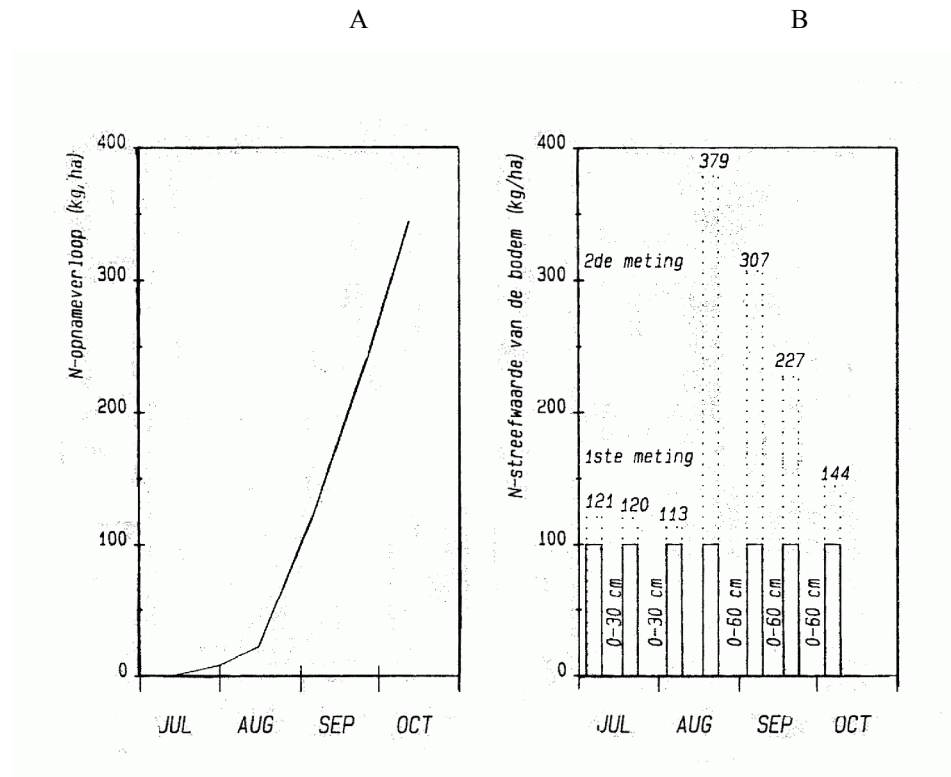 A
B
N-opnameverloop (kg, ha)
400
300
200
100
0
JUL AUG SEP OCT
N-streefwaarde van de bodem (kg/ha)
400
300
200
100
0
379
2de meting
307
227
1ste meting
144
121
120
113
0-30 cm
0-30 cm
0-60 cm
0-60 cm
0-60 cm
JUL AUG SEP OCT